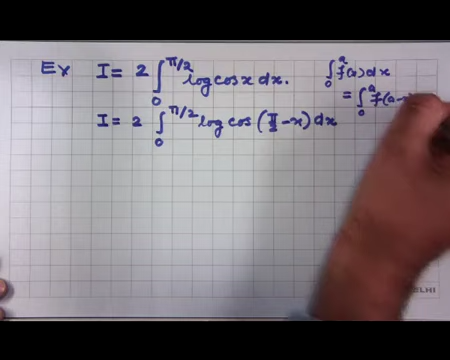 Ex I = 2 ∫₀^{π/2} log cos x dx.
I = 2 ∫₀^{π/2} log cos (π/2 − x) dx
∫₀^a f(a) dx
= ∫₀^a f(a−
ELHI